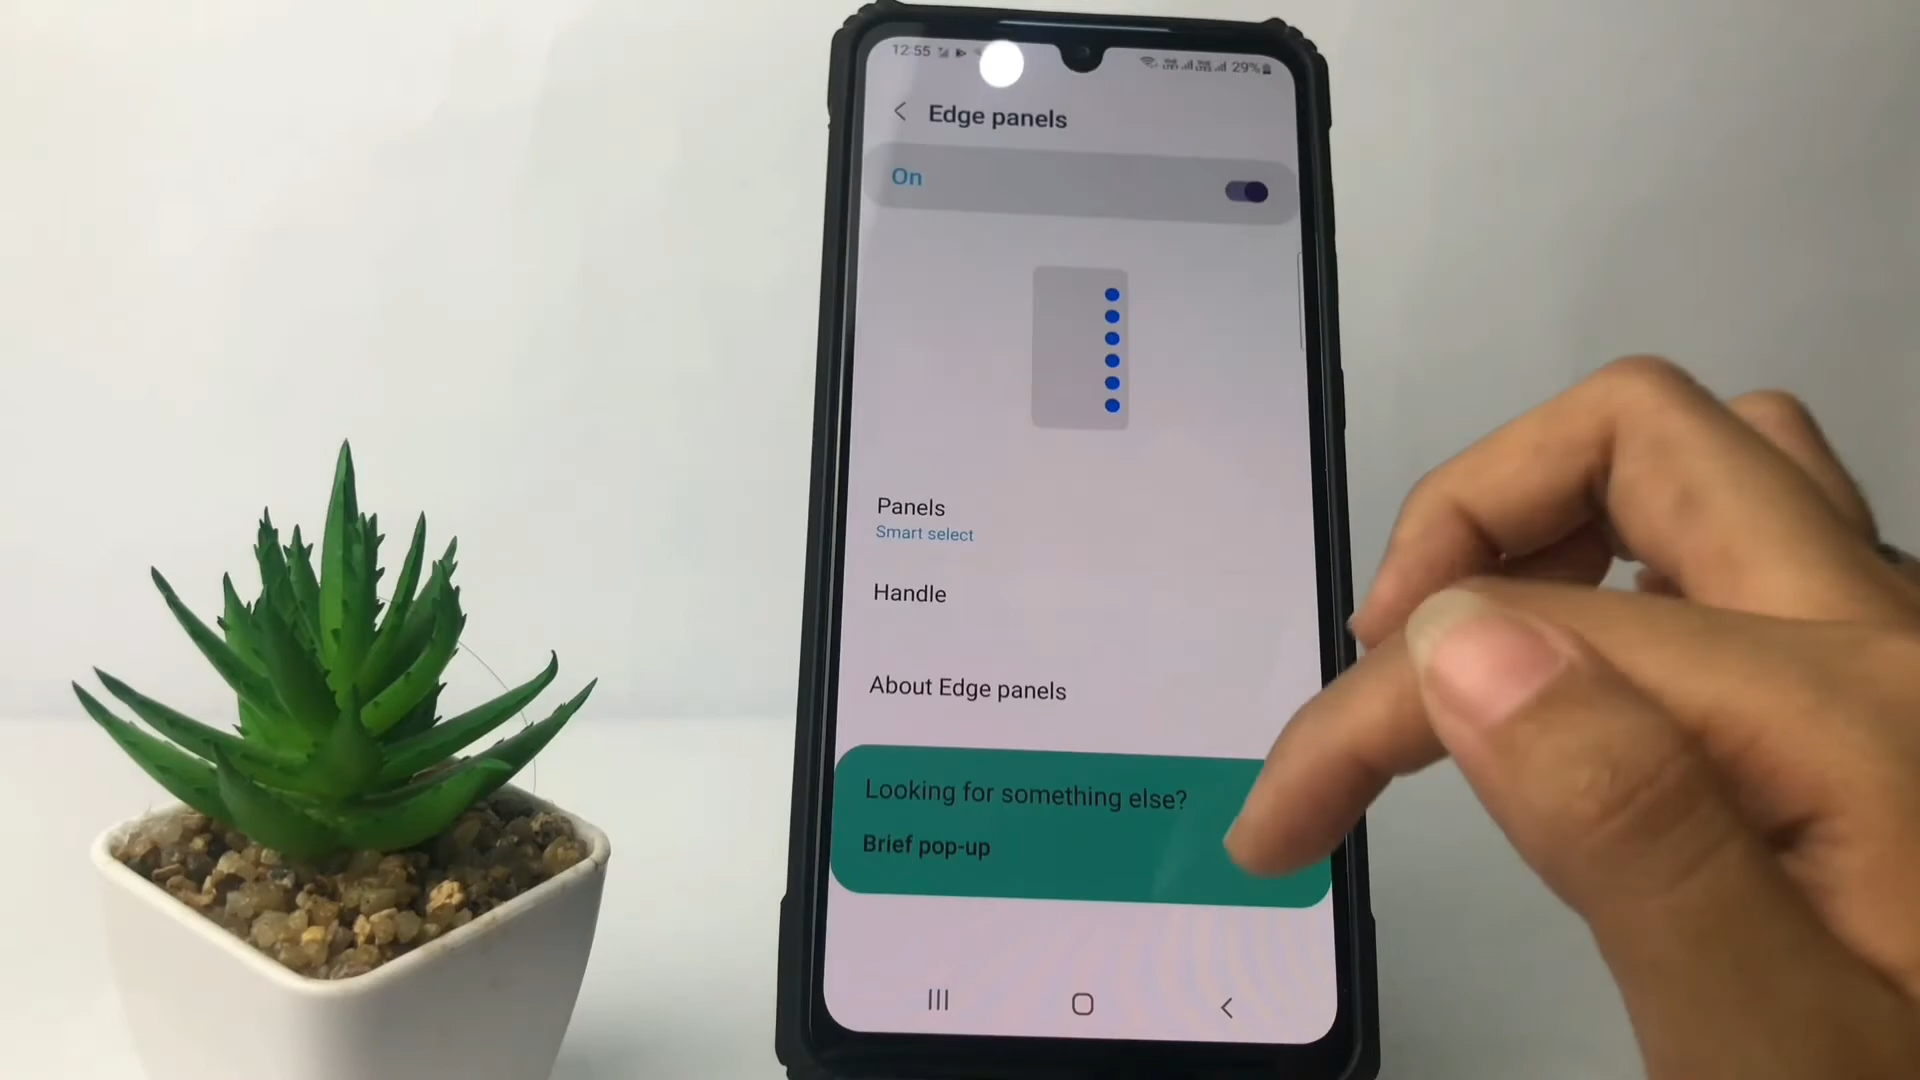 12:55
29%
Edge panels
On
Panels
Smart select
Handle
About Edge panels
Looking for something else?
Brief pop-up